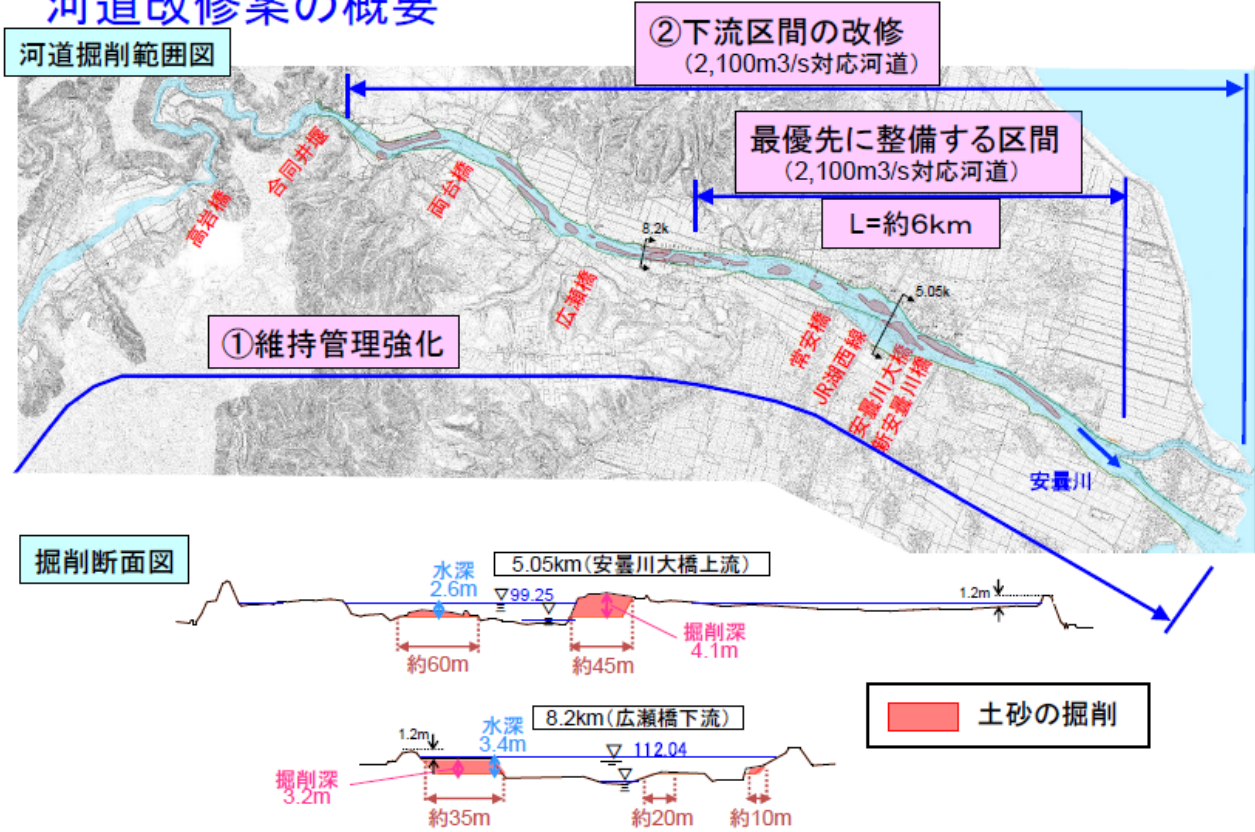 河道改修案の概要
河道掘削範囲図
②下流区間の改修
（2,100m3/s対応河道）
最優先に整備する区間
（2,100m3/s対応河道）
L=約6km
高岩橋
合同井堰
両台橋
8.2k
広瀬橋
5.05k
常安橋
JR湖西線
安曇川大橋
新安曇川橋
①維持管理強化
安曇川
掘削断面図
5.05km（安曇川大橋上流）
水深
2.6m
99.25
1.2m
掘削深
4.1m
約60m
約45m
8.2km（広瀬橋下流）
1.2m
水深
3.4m
112.04
掘削深
3.2m
約35m
約20m
約10m
土砂の掘削